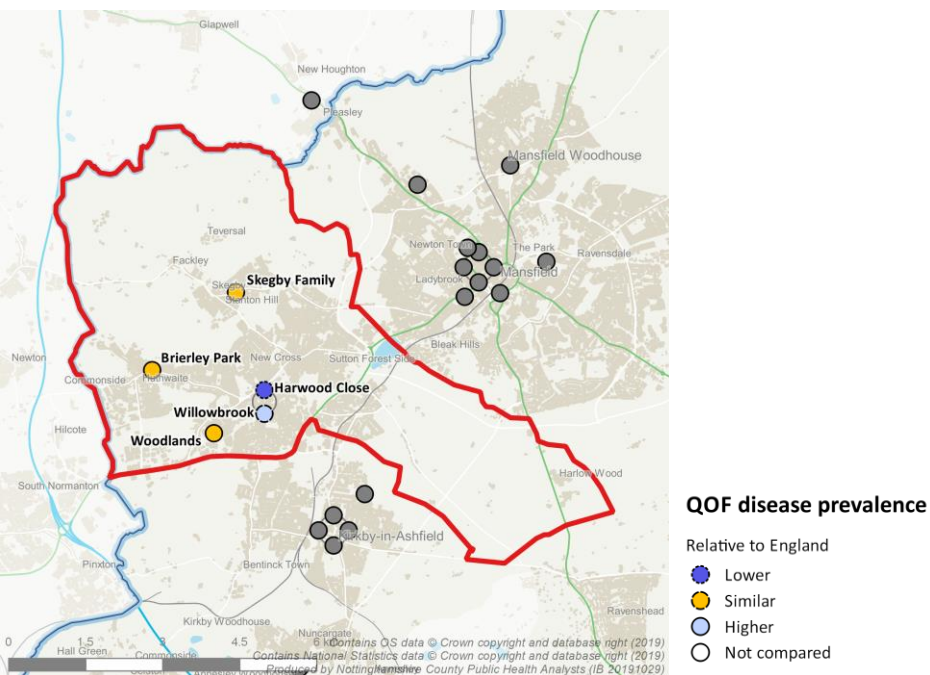 Glapwell
New Houghton
Pleasley
Mansfield Woodhouse
Teversal
Newton Town
The Park
Ravensdale
Fackley
Ladybrook
Mansfield
Skegby Family
Skegby
Stanton Hill
Bleak Hills
Newton
Brierley Park
New Cross
Sutton Forest Side
Commonside
Huthwaite
Harwood Close
Willowbrook
Hilcote
Woodlands
Harlow Wood
South Normanton
Kirkby-in-Ashfield
Pinxton
Bentinck Town
Ravenshead
Kirkby Woodhouse
Nuncargate
0 1.5 3 4.5 6 km
Hall Green
Commonside
Contains OS data © Crown copyright and database right (2019)
Contains National Statistics data © Crown copyright and database right (2019)
Produced by Nottinghamshire County Public Health Analysts (IB 20191029)
Annesley Woodhouse
QOF disease prevalence
Relative to England
Lower
Similar
Higher
Not compared